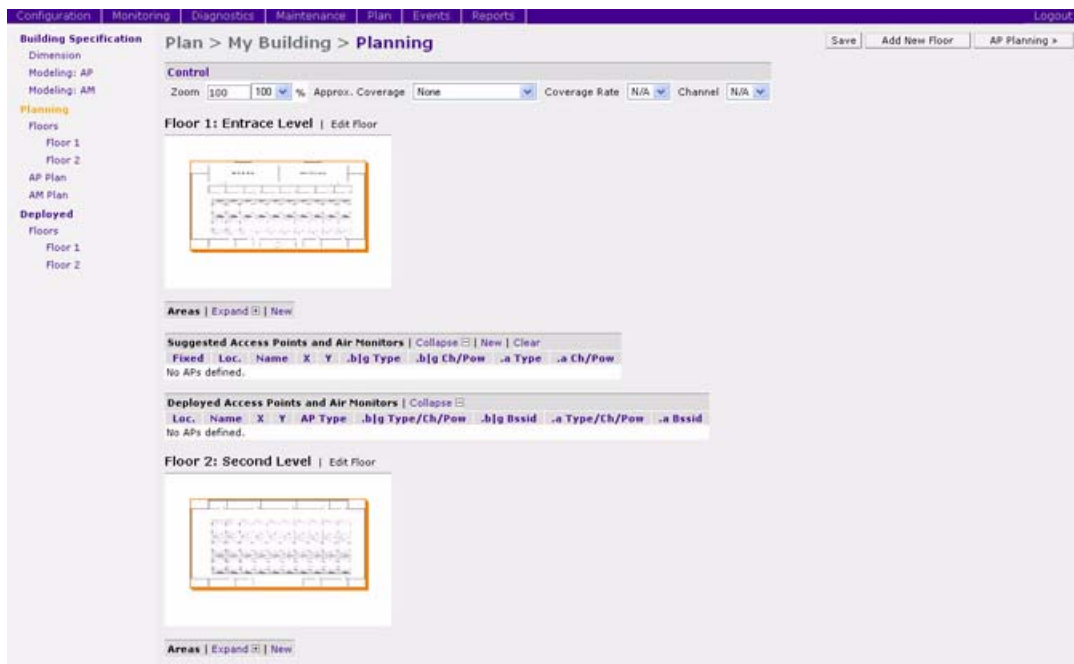 Configuration | Monitoring | Diagnostics | Maintenance | Plan | Events | Reports | Logout
Building Specification
Dimension
Modeling: AP
Modeling: AM
Planning
Floors
Floor 1
Floor 2
AP Plan
AM Plan
Deployed
Floors
Floor 1
Floor 2
Plan > My Building > Planning
Save Add New Floor AP Planning »
Control
Zoom 100 100 % Approx. Coverage None Coverage Rate N/A Channel N/A
Floor 1: Entrace Level | Edit Floor
Areas | Expand | New
Suggested Access Points and Air Monitors | Collapse | New | Clear
Fixed Loc. Name X Y .b|g Type .b|g Ch/Pow .a Type .a Ch/Pow
No APs defined.
Deployed Access Points and Air Monitors | Collapse
Loc. Name X Y AP Type .b|g Type/Ch/Pow .b|g Bssid .a Type/Ch/Pow .a Bssid
No APs defined.
Floor 2: Second Level | Edit Floor
Areas | Expand | New